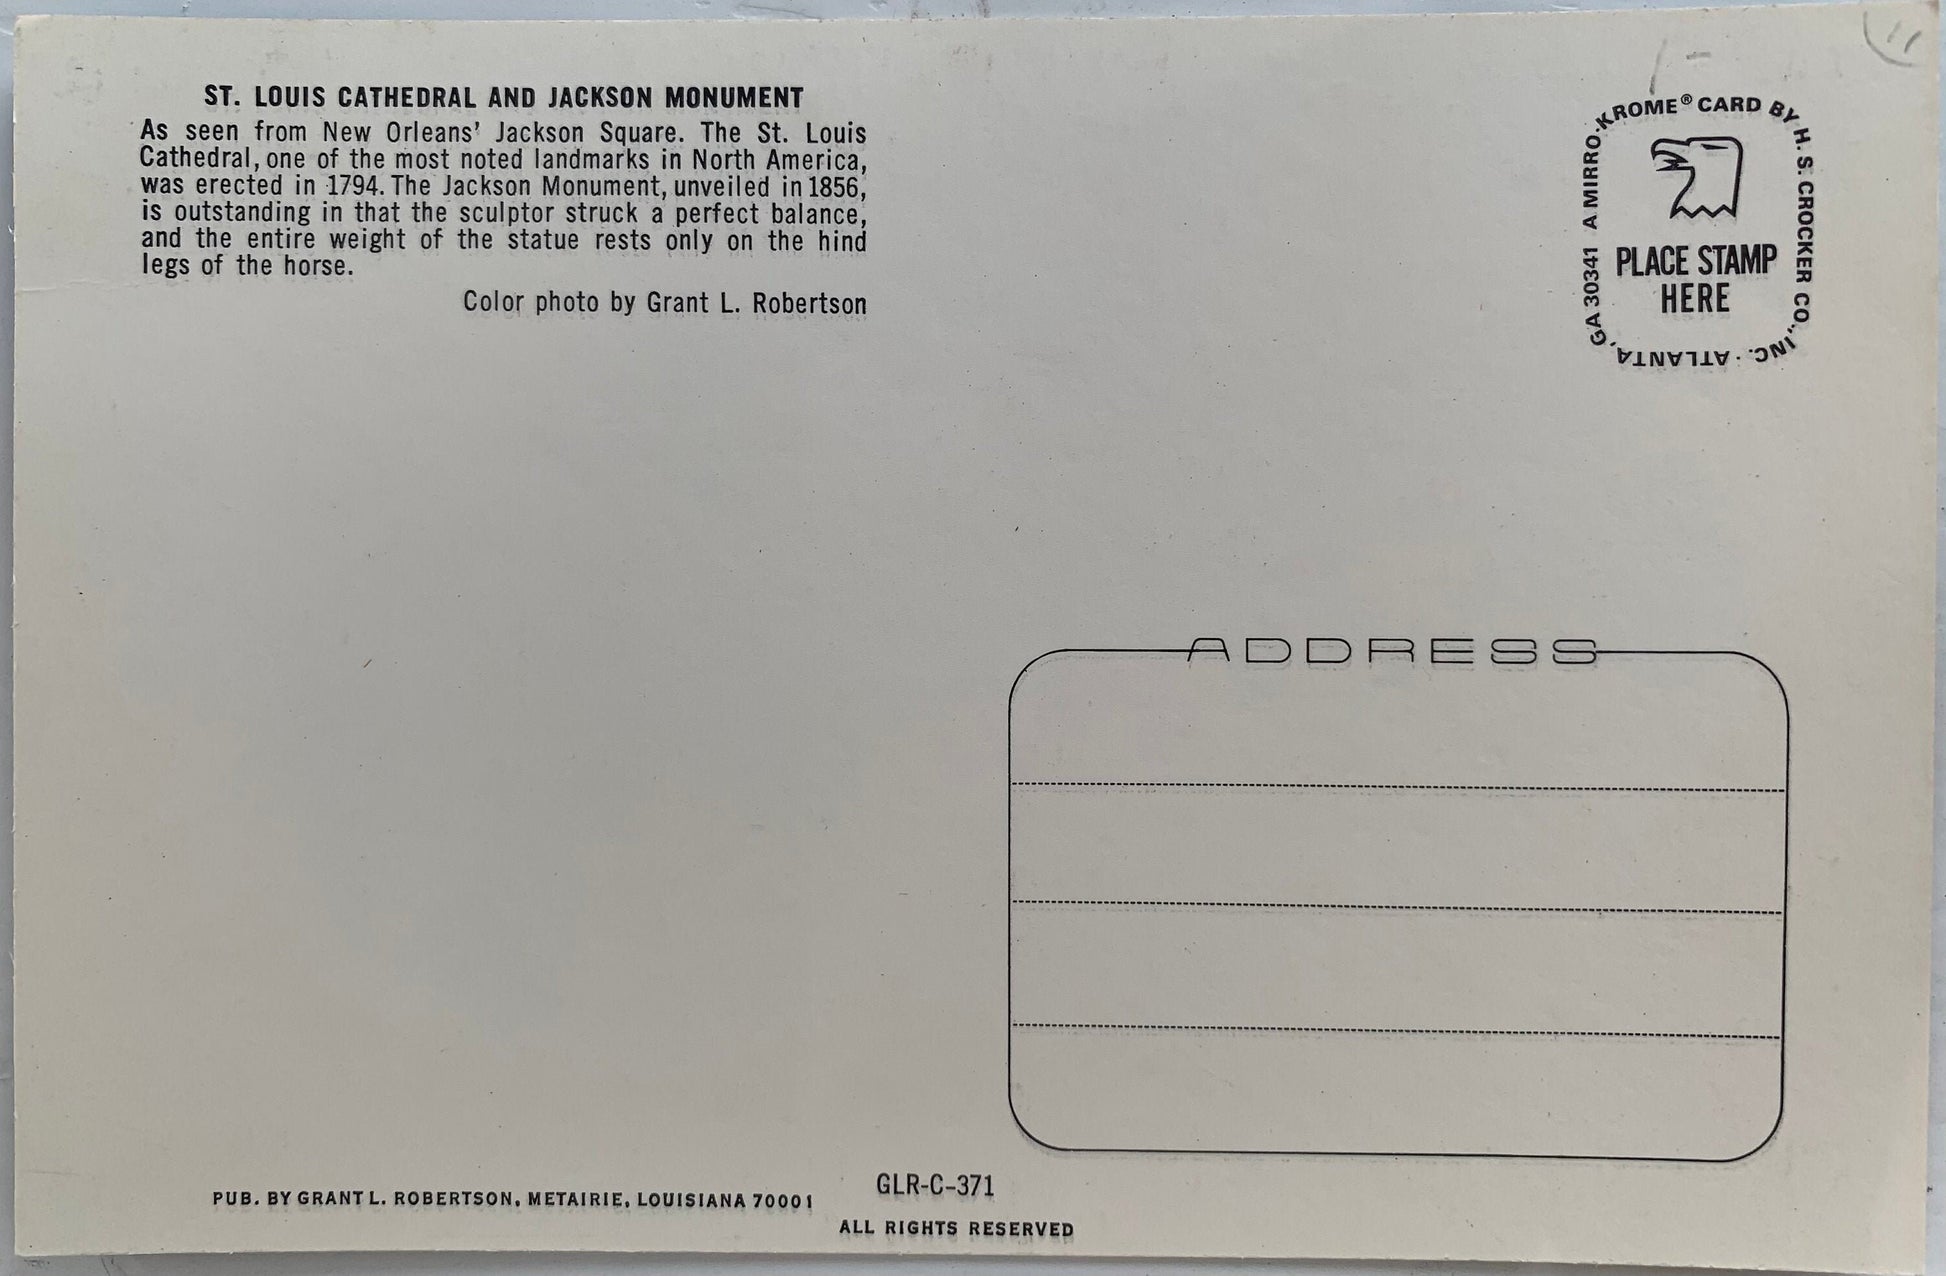 ST. LOUIS CATHEDRAL AND JACKSON MONUMENT
As seen from New Orleans' Jackson Square. The St. Louis
Cathedral, one of the most noted landmarks in North America,
was erected in 1794. The Jackson Monument, unveiled in 1856,
is outstanding in that the sculptor struck a perfect balance,
and the entire weight of the statue rests only on the hind
legs of the horse.
Color photo by Grant L. Robertson
A MIRRO-KROME® CARD BY H. S. CROCKER CO., INC. · ATLANTA, GA 30341
PLACE STAMP
HERE
ADDRESS
PUB. BY GRANT L. ROBERTSON, METAIRIE, LOUISIANA 70001
GLR-C-371
ALL RIGHTS RESERVED